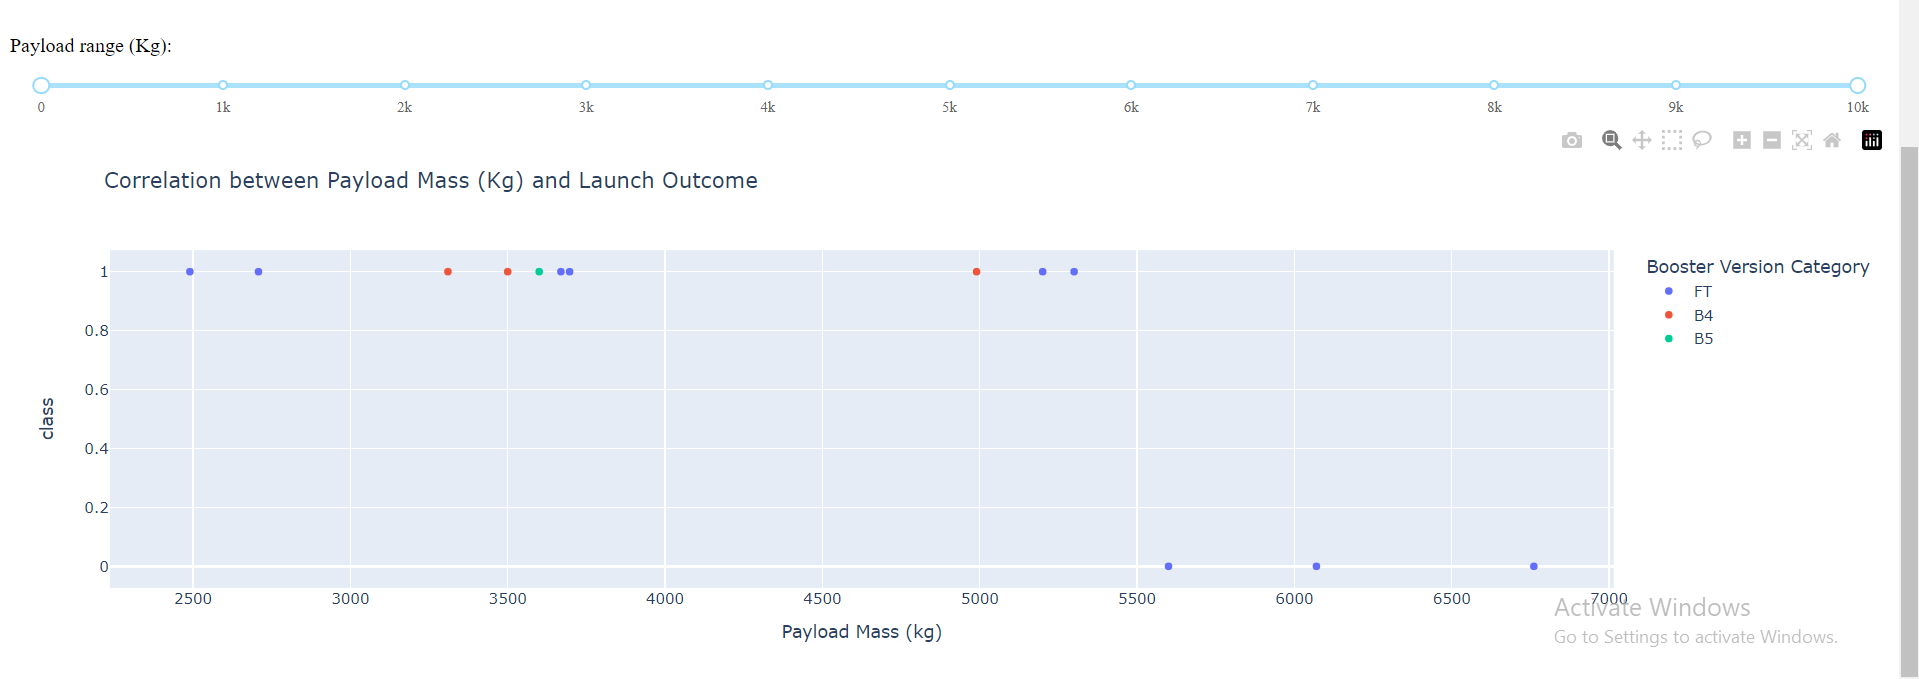 Payload range (Kg):
0 1k 2k 3k 4k 5k 6k 7k 8k 9k 10k
Correlation between Payload Mass (Kg) and Launch Outcome
Booster Version Category
FT
B4
B5
1
0.8
0.6
0.4
0.2
0
class
2500 3000 3500 4000 4500 5000 5500 6000 6500 7000
Payload Mass (kg)
Activate Windows
Go to Settings to activate Windows.